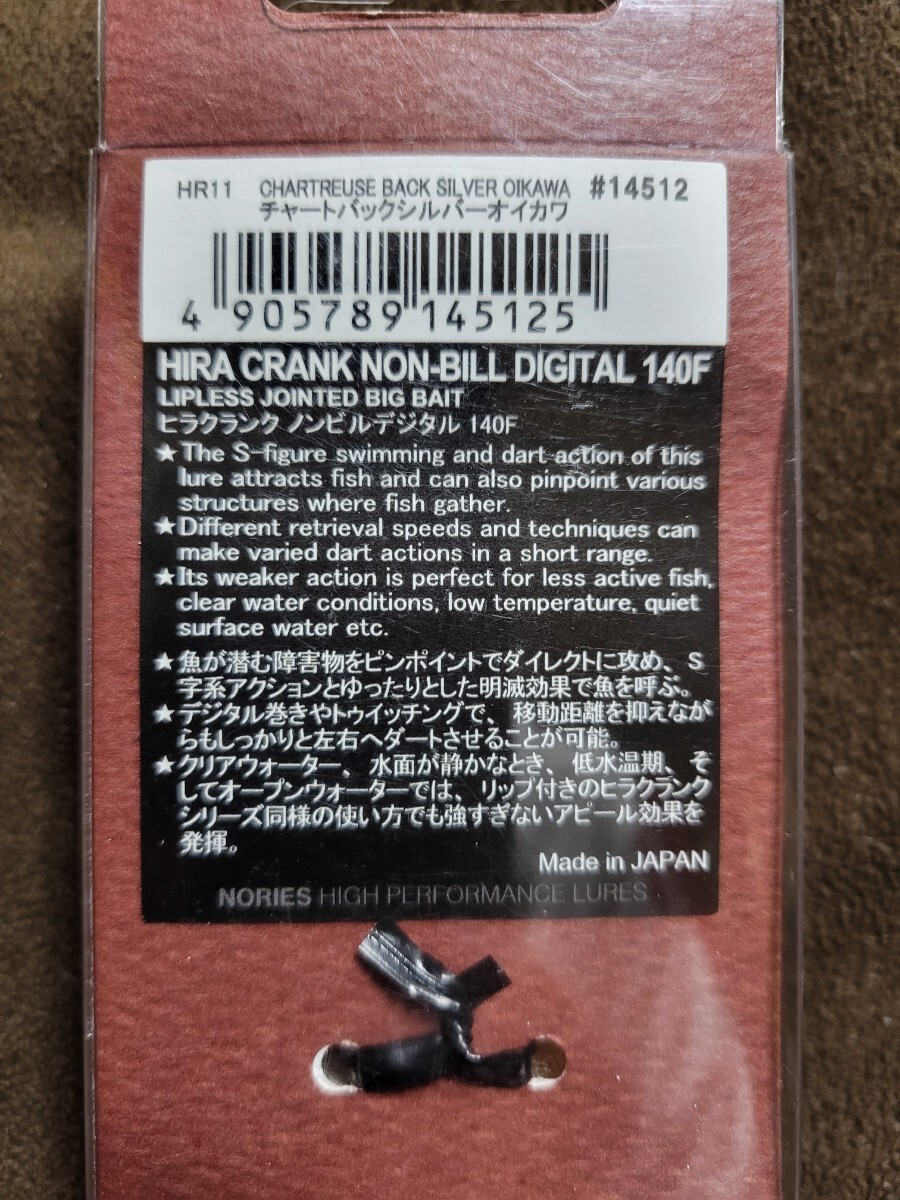 HR11 CHARTREUSE BACK SILVER OIKAWA #14512
チャートバックシルバーオイカワ
4 905789 145125
HIRA CRANK NON-BILL DIGITAL 140F
LIPLESS JOINTED BIG BAIT
ヒラクランク ノンビルデジタル 140F
★The S-figure swimming and dart action of this
lure attracts fish and can also pinpoint various
structures where fish gather.
★Different retrieval speeds and techniques can
make varied dart actions in a short range.
★Its weaker action is perfect for less active fish,
clear water conditions, low temperature, quiet
surface water etc.
★魚が潜む障害物をピンポイントでダイレクトに攻め、S
字系アクションとゆったりとした明滅効果で魚を呼ぶ。
★デジタル巻きやトゥイッチングで、移動距離を抑えなが
らもしっかりと左右へダートさせることが可能。
★クリアウォーター、水面が静かなとき、低水温期、そ
してオープンウォーターでは、リップ付きのヒラクランク
シリーズ同様の使い方でも強すぎないアピール効果を
発揮。
Made in JAPAN
NORIES HIGH PERFORMANCE LURES